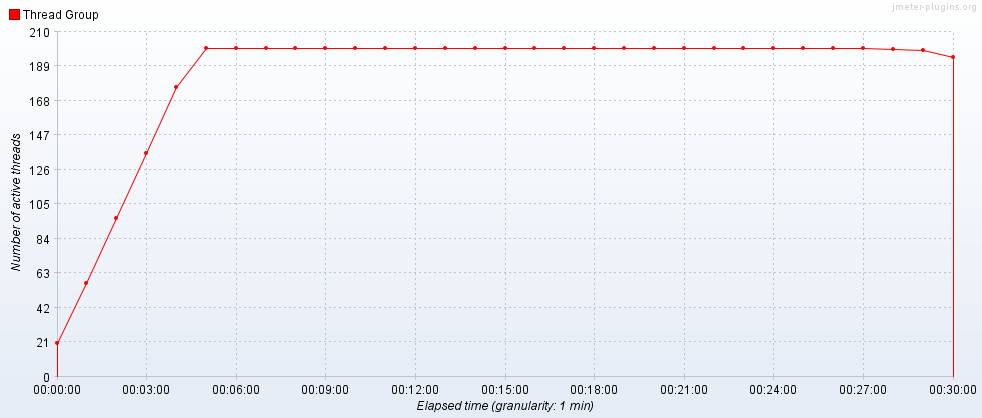 jmeter-plugins.org
Thread Group
210
189
168
147
126
105
84
63
42
21
0
Number of active threads
00:00:00 00:03:00 00:06:00 00:09:00 00:12:00 00:15:00 00:18:00 00:21:00 00:24:00 00:27:00 00:30:00
Elapsed time (granularity: 1 min)